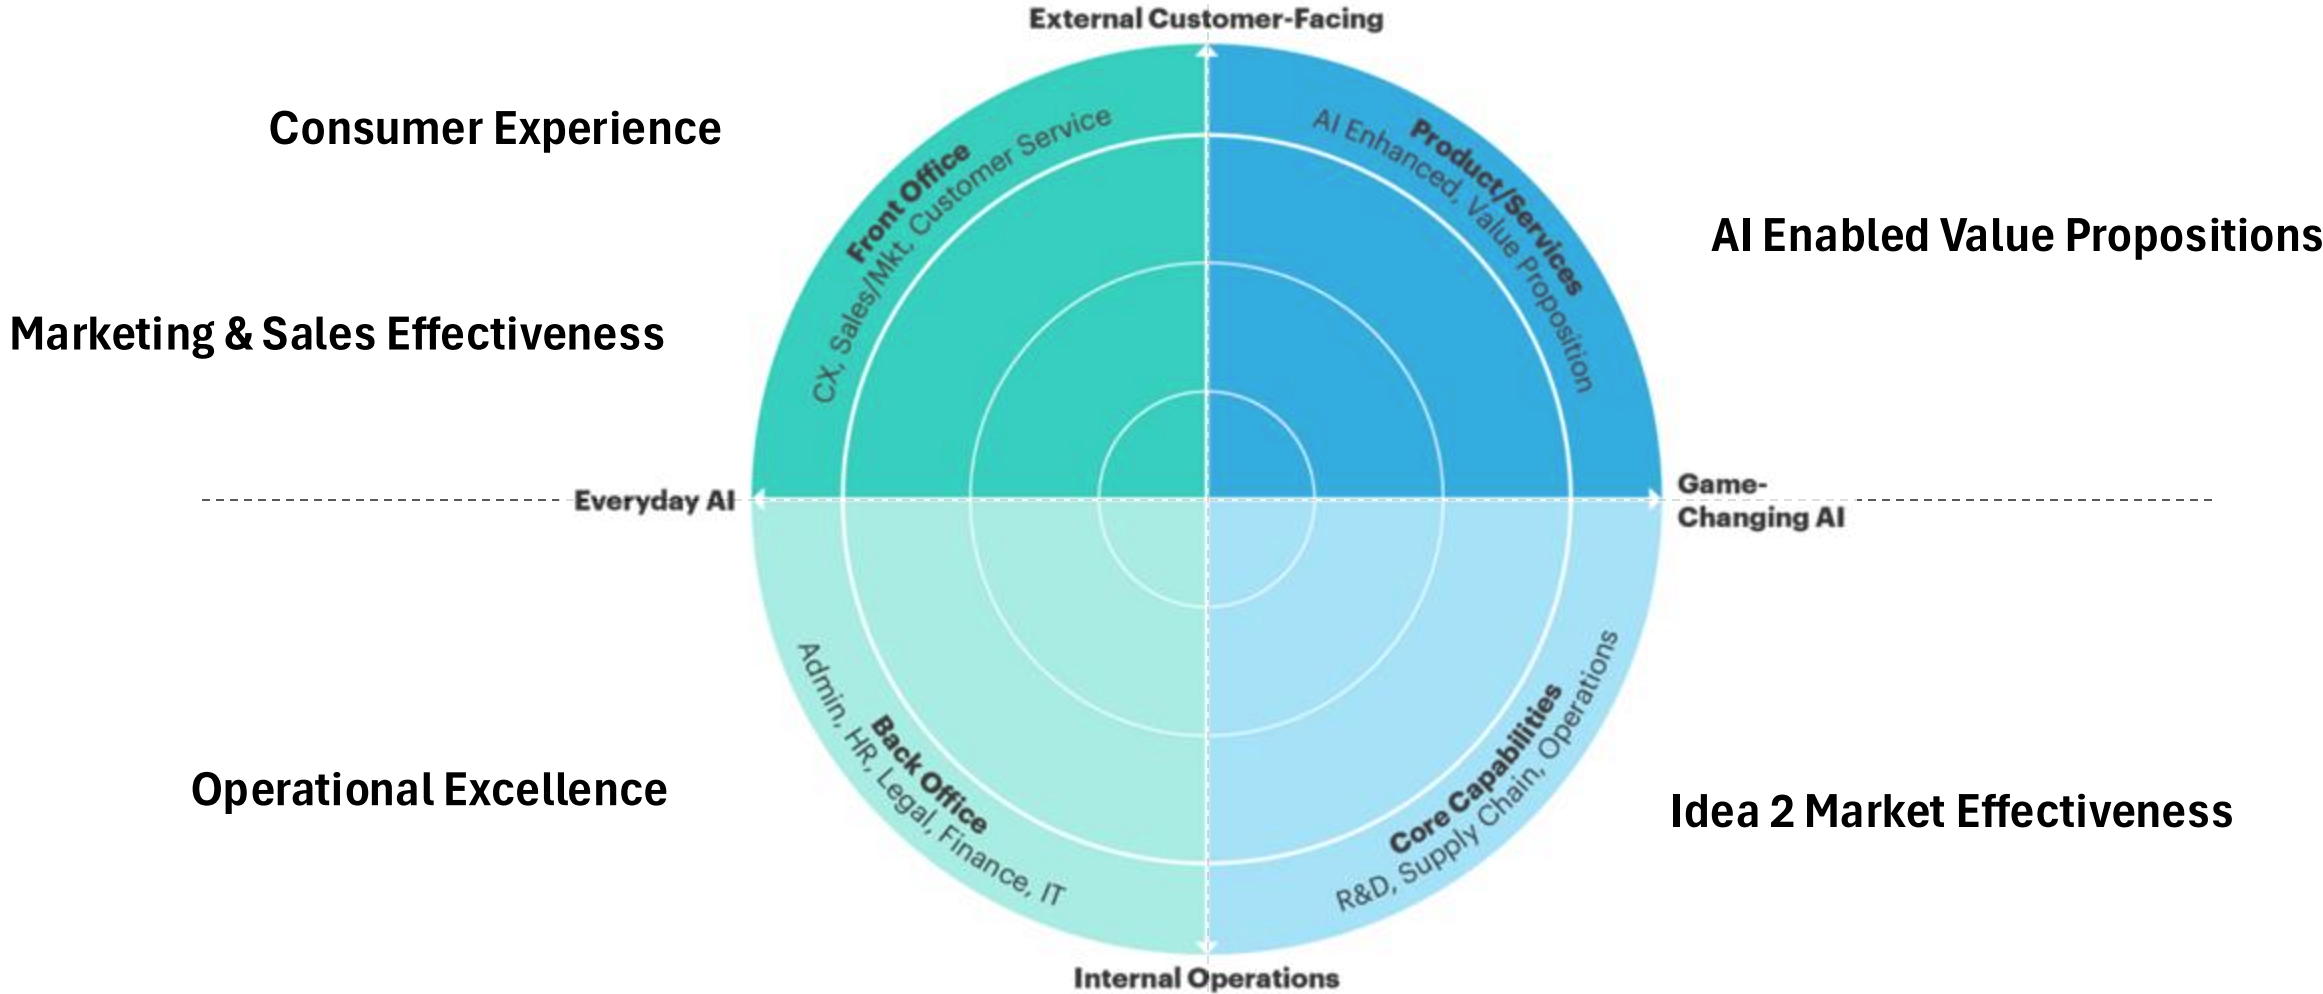 External Customer-Facing
Consumer Experience
Marketing & Sales Effectiveness
Front Office
CX, Sales/Mkt, Customer Service
Product/Services
AI Enhanced, Value Proposition
AI Enabled Value Propositions
Everyday AI
Game-
Changing AI
Operational Excellence
Back Office
Admin, HR, Legal, Finance, IT
Core Capabilities
R&D, Supply Chain, Operations
Idea 2 Market Effectiveness
Internal Operations